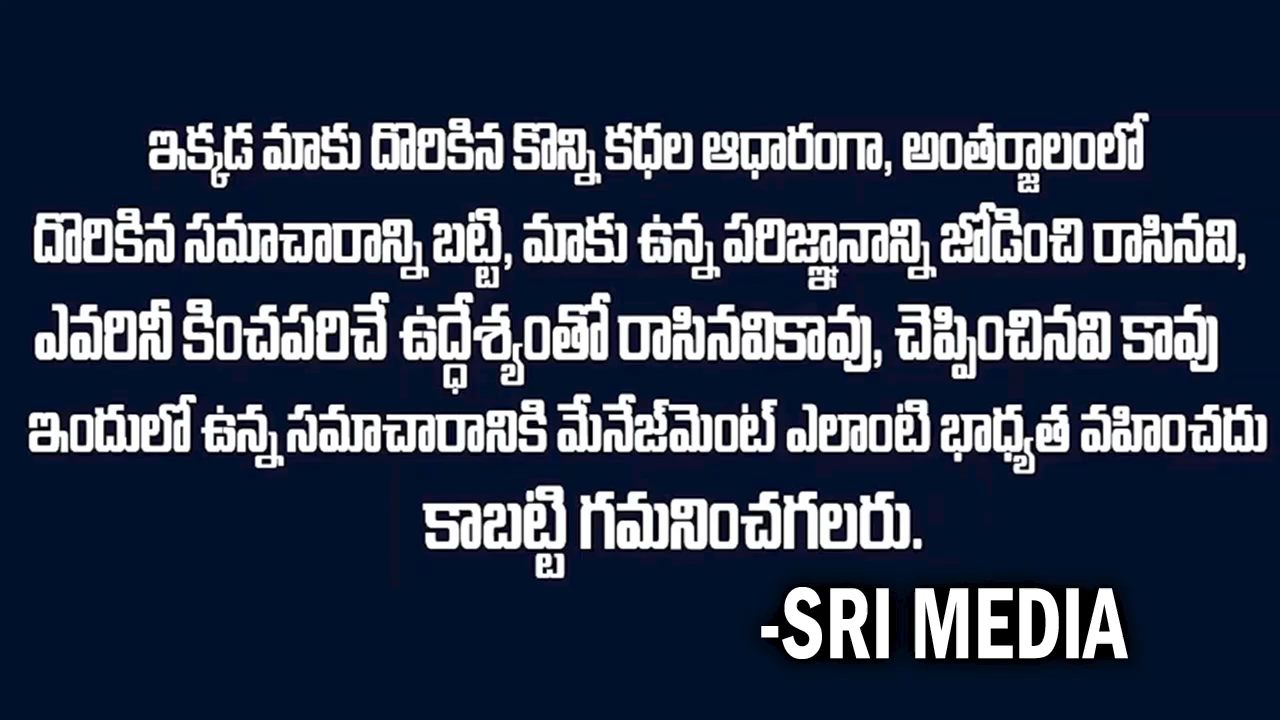 ఇక్కడ మాకు దొరికిన కొన్ని కధల ఆధారంగా, అంతర్జాలంలో
దొరికిన సమాచారాన్ని బట్టి, మాకు ఉన్న పరిజ్ఞానాన్ని జోడించి రాసినవి,
ఎవరినీ కించపరిచే ఉద్ధేశ్యంతో రాసినవికావు, చెప్పించినవి కావు
ఇందులో ఉన్న సమాచారానికి మేనేజ్‌మెంట్ ఎలాంటి భాధ్యత వహించదు
కాబట్టి గమనించగలరు.
-SRI MEDIA